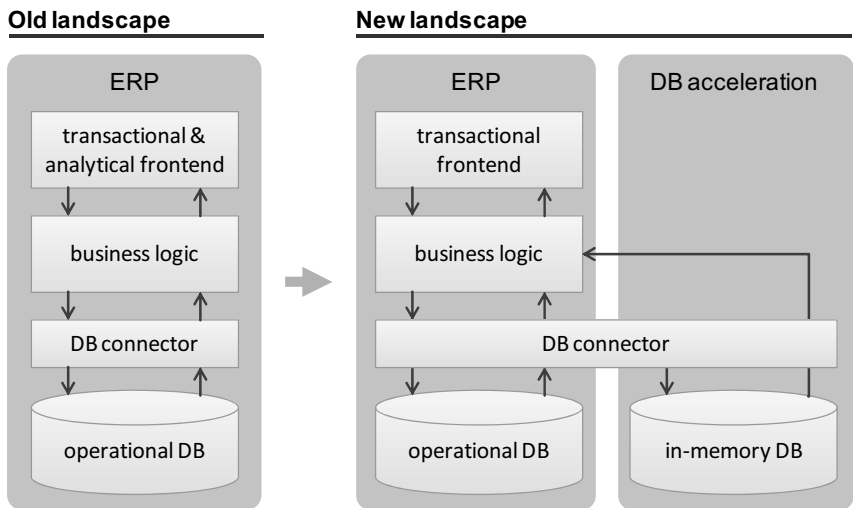 Old landscape
New landscape
ERP
transactional &
analytical frontend
business logic
DB connector
operational DB
ERP
DB acceleration
transactional
frontend
business logic
DB connector
operational DB
in-memory DB